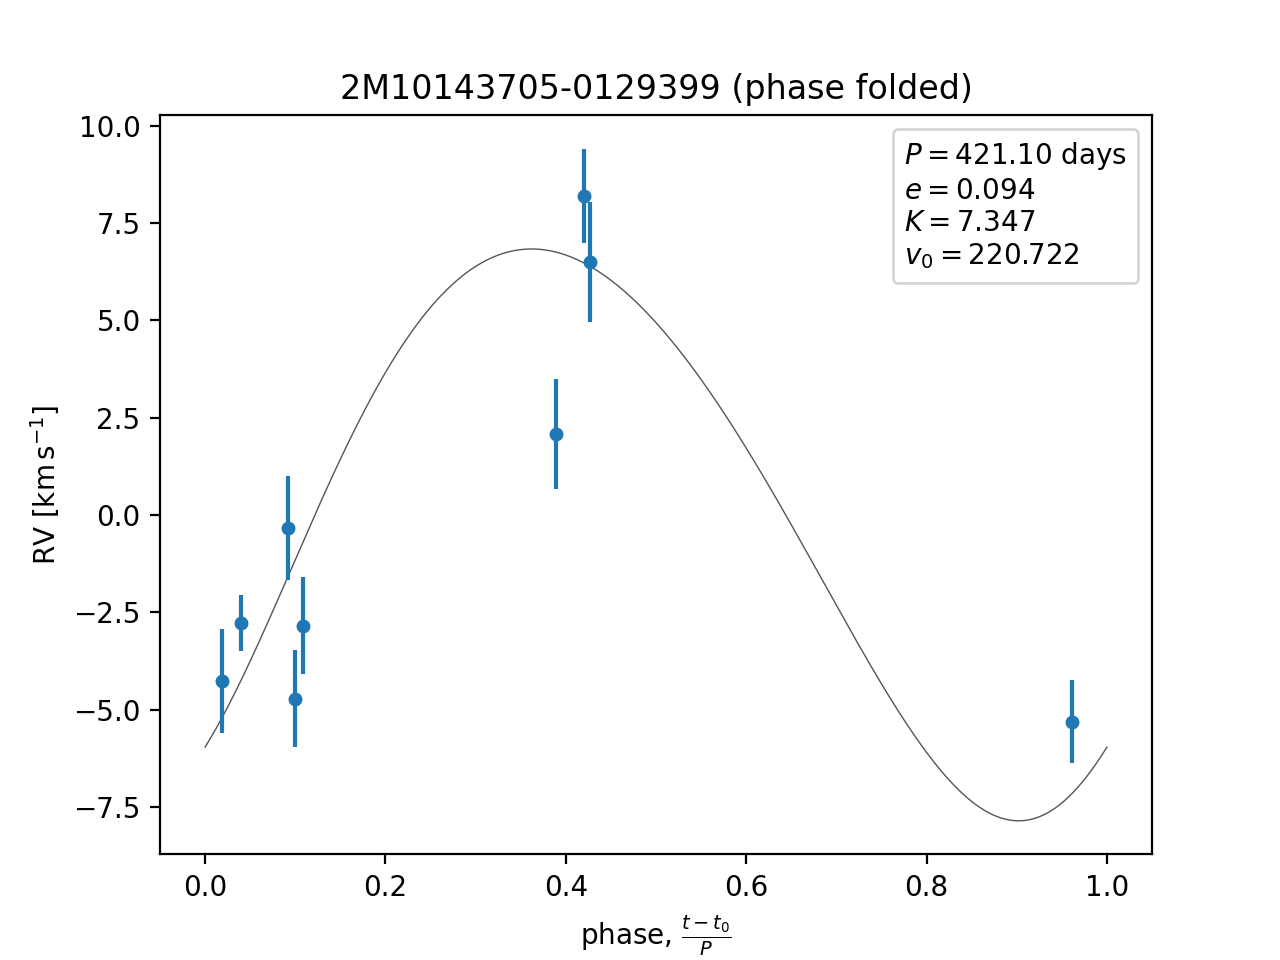 2M10143705-0129399 (phase folded)
P = 421.10 days
e = 0.094
K = 7.347
v₀ = 220.722
RV [km s⁻¹]
10.0
7.5
5.0
2.5
0.0
−2.5
−5.0
−7.5
0.0 0.2 0.4 0.6 0.8 1.0
phase, (t − t₀)/P